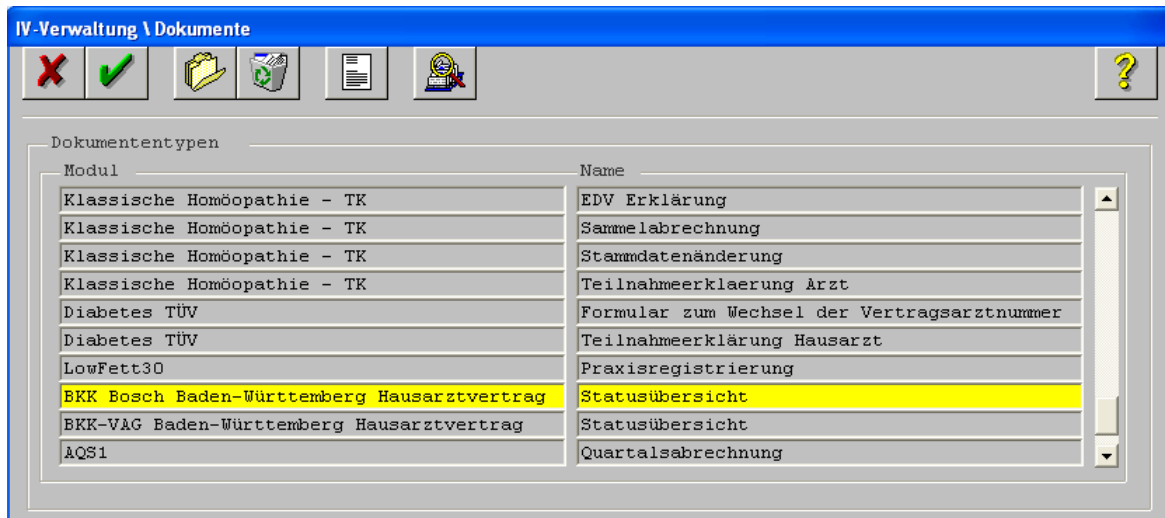 IV-Verwaltung \ Dokumente
?
Dokumententypen
Modul Name
Klassische Homöopathie - TK EDV Erklärung
Klassische Homöopathie - TK Sammelabrechnung
Klassische Homöopathie - TK Stammdatenänderung
Klassische Homöopathie - TK Teilnahmeerklaerung Arzt
Diabetes TÜV Formular zum Wechsel der Vertragsarztnummer
Diabetes TÜV Teilnahmeerklärung Hausarzt
LowFett30 Praxisregistrierung
BKK Bosch Baden-Württemberg Hausarztvertrag Statusübersicht
BKK-VAG Baden-Württemberg Hausarztvertrag Statusübersicht
AQS1 Quartalsabrechnung